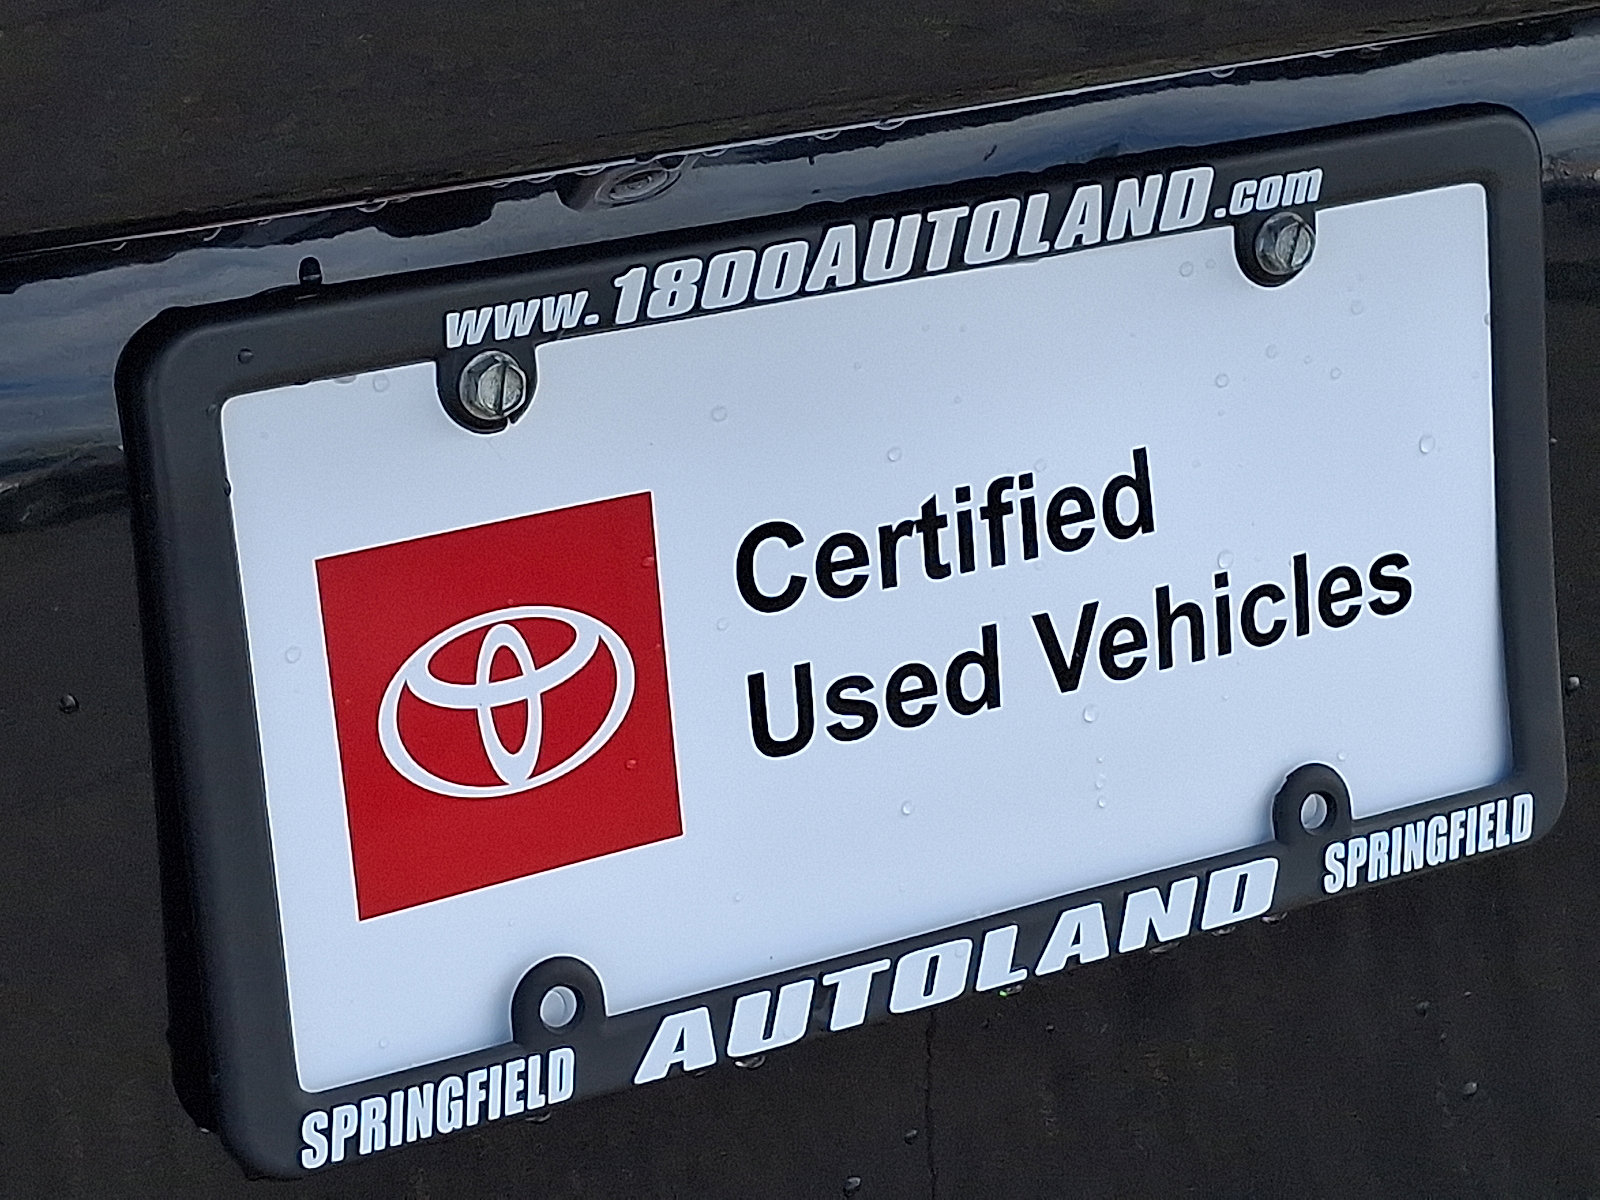 www.1800AUTOLAND.com
Certified
Used Vehicles
SPRINGFIELD AUTOLAND SPRINGFIELD